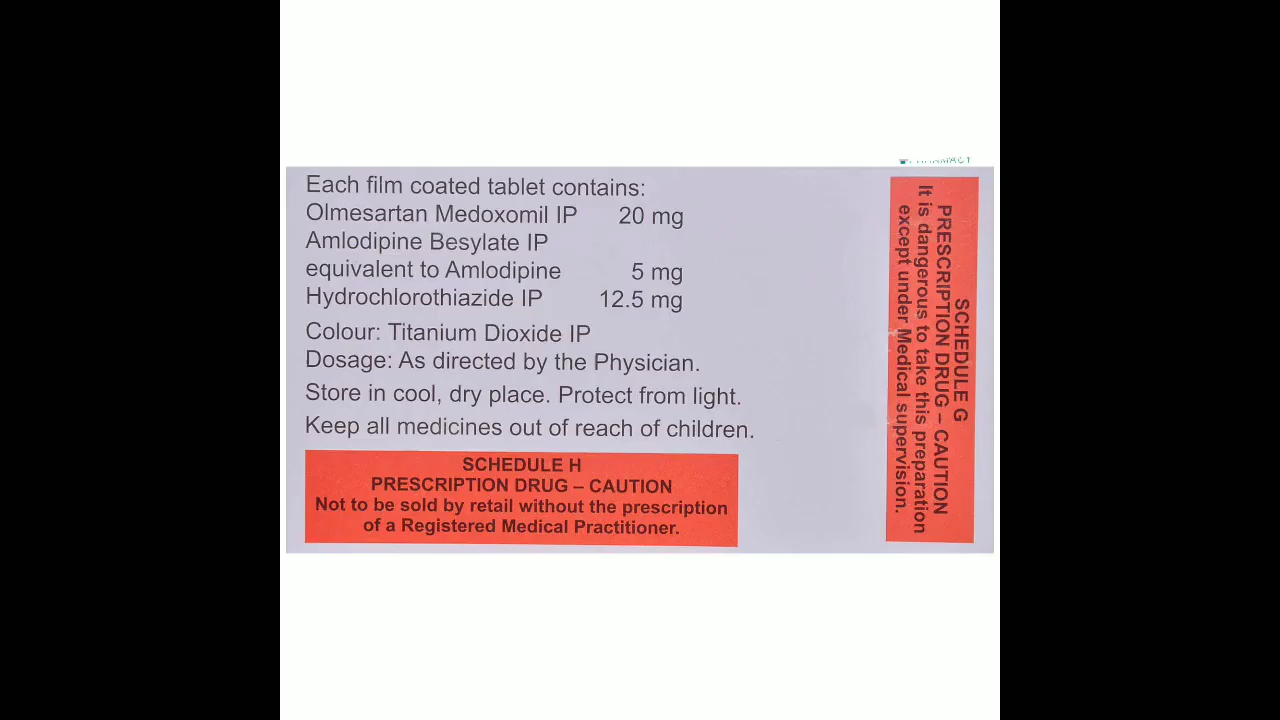 Each film coated tablet contains:
Olmesartan Medoxomil IP 20 mg
Amlodipine Besylate IP
equivalent to Amlodipine 5 mg
Hydrochlorothiazide IP 12.5 mg
Colour: Titanium Dioxide IP
Dosage: As directed by the Physician.
Store in cool, dry place. Protect from light.
Keep all medicines out of reach of children.
SCHEDULE H
PRESCRIPTION DRUG – CAUTION
Not to be sold by retail without the prescription
of a Registered Medical Practitioner.
SCHEDULE G
PRESCRIPTION DRUG – CAUTION
It is dangerous to take this preparation
except under Medical supervision.